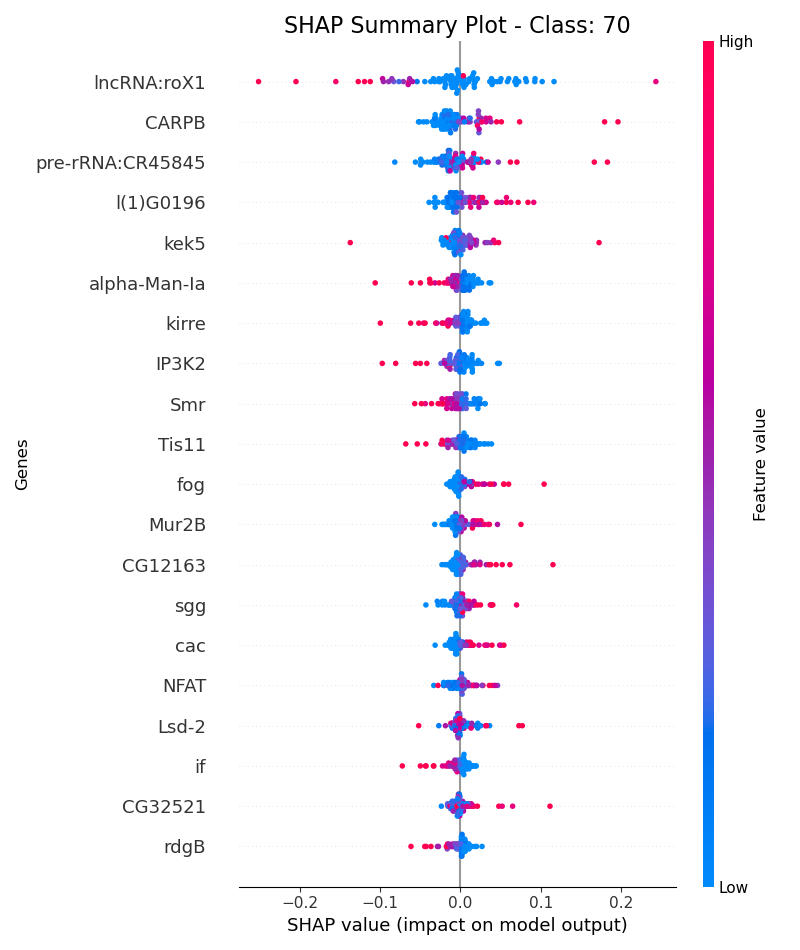 SHAP Summary Plot - Class: 70
High
lncRNA:roX1
CARPB
pre-rRNA:CR45845
l(1)G0196
kek5
alpha-Man-Ia
kirre
IP3K2
Smr
Tis11
fog
Mur2B
CG12163
sgg
cac
NFAT
Lsd-2
if
CG32521
rdgB
Genes
Feature value
Low
−0.2 −0.1 0.0 0.1 0.2
SHAP value (impact on model output)